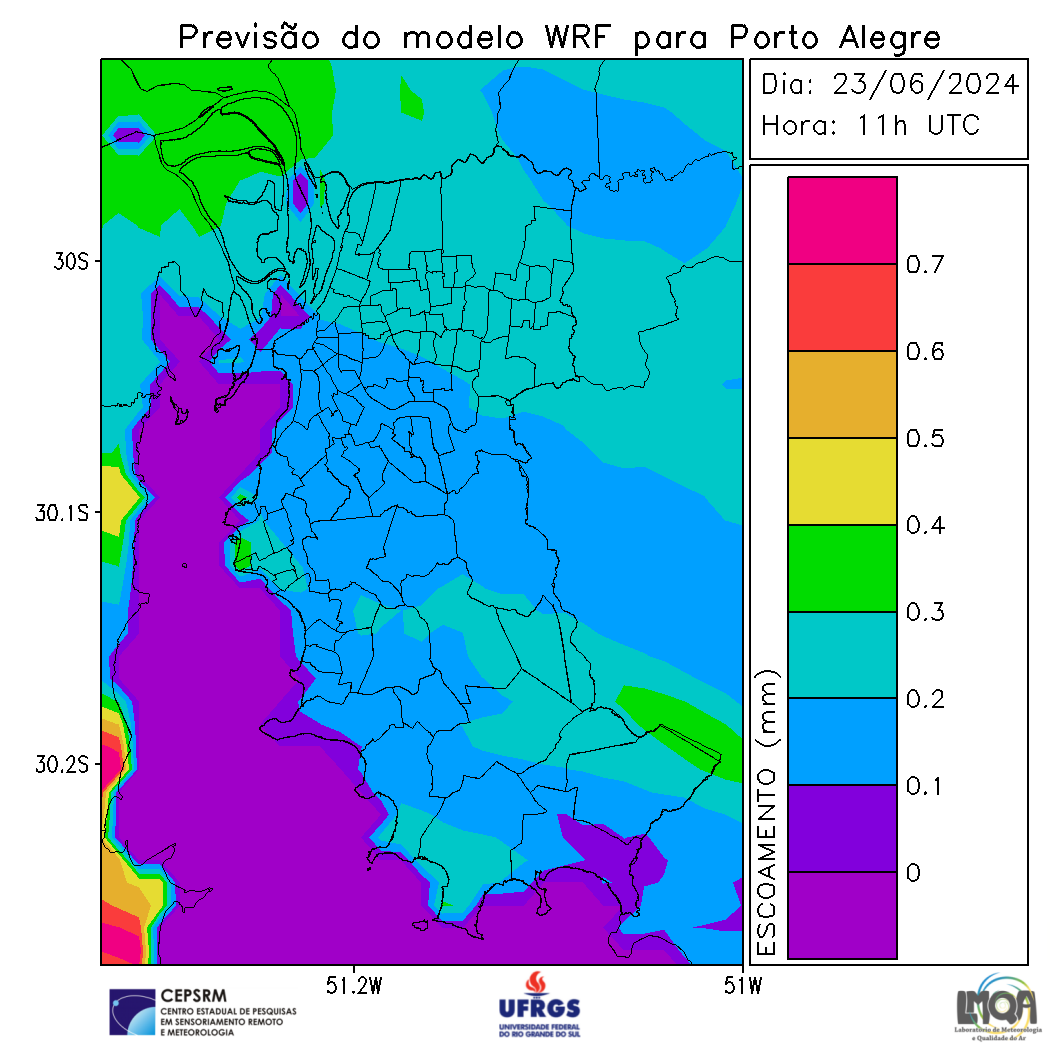 Previsão do modelo WRF para Porto Alegre
Dia: 23/06/2024
Hora: 11h UTC
30S
30.1S
30.2S
51.2W
51W
ESCOAMENTO (mm)
0.7
0.6
0.5
0.4
0.3
0.2
0.1
0
CEPSRM
CENTRO ESTADUAL DE PESQUISAS
EM SENSORIAMENTO REMOTO
E METEOROLOGIA
UFRGS
UNIVERSIDADE FEDERAL
DO RIO GRANDE DO SUL
LMQA
Laboratório de Meteorologia
e Qualidade do Ar